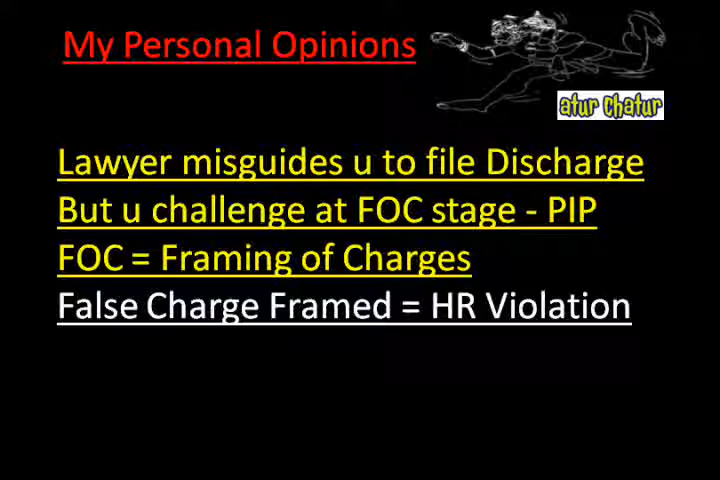 My Personal Opinions
atur chatur
Lawyer misguides u to file Discharge
But u challenge at FOC stage - PIP
FOC = Framing of Charges
False Charge Framed = HR Violation